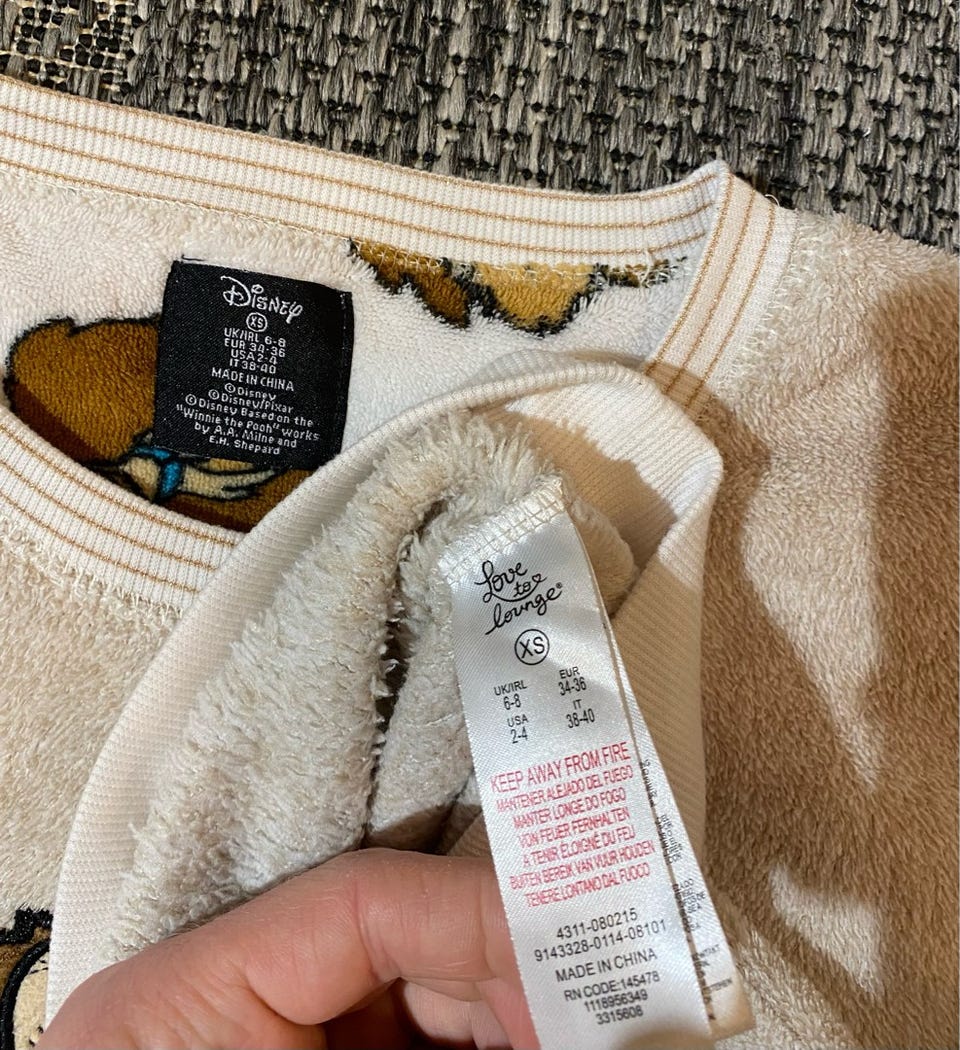 Disney
XS
UK/IRL 6-8
EUR 34-36
USA 2-4
IT 38-40
MADE IN CHINA
©Disney
©Disney/Pixar
©Disney Based on the
"Winnie the Pooh" works
by A.A. Milne and
E.H. Shepard
Love
to
lounge®
XS
UK/IRL EUR
6-8 34-36
USA IT
2-4 38-40
KEEP AWAY FROM FIRE
MANTENER ALEJADO DEL FUEGO
MANTER LONGE DO FOGO
VON FEUER FERNHALTEN
A TENIR ÉLOIGNÉ DU FEU
BUITEN BEREIK VAN VUUR HOUDEN
TENERE LONTANO DAL FUOCO
4311-080215
9143328-0114-08101
MADE IN CHINA
RN CODE:145478
1118956349
3315608